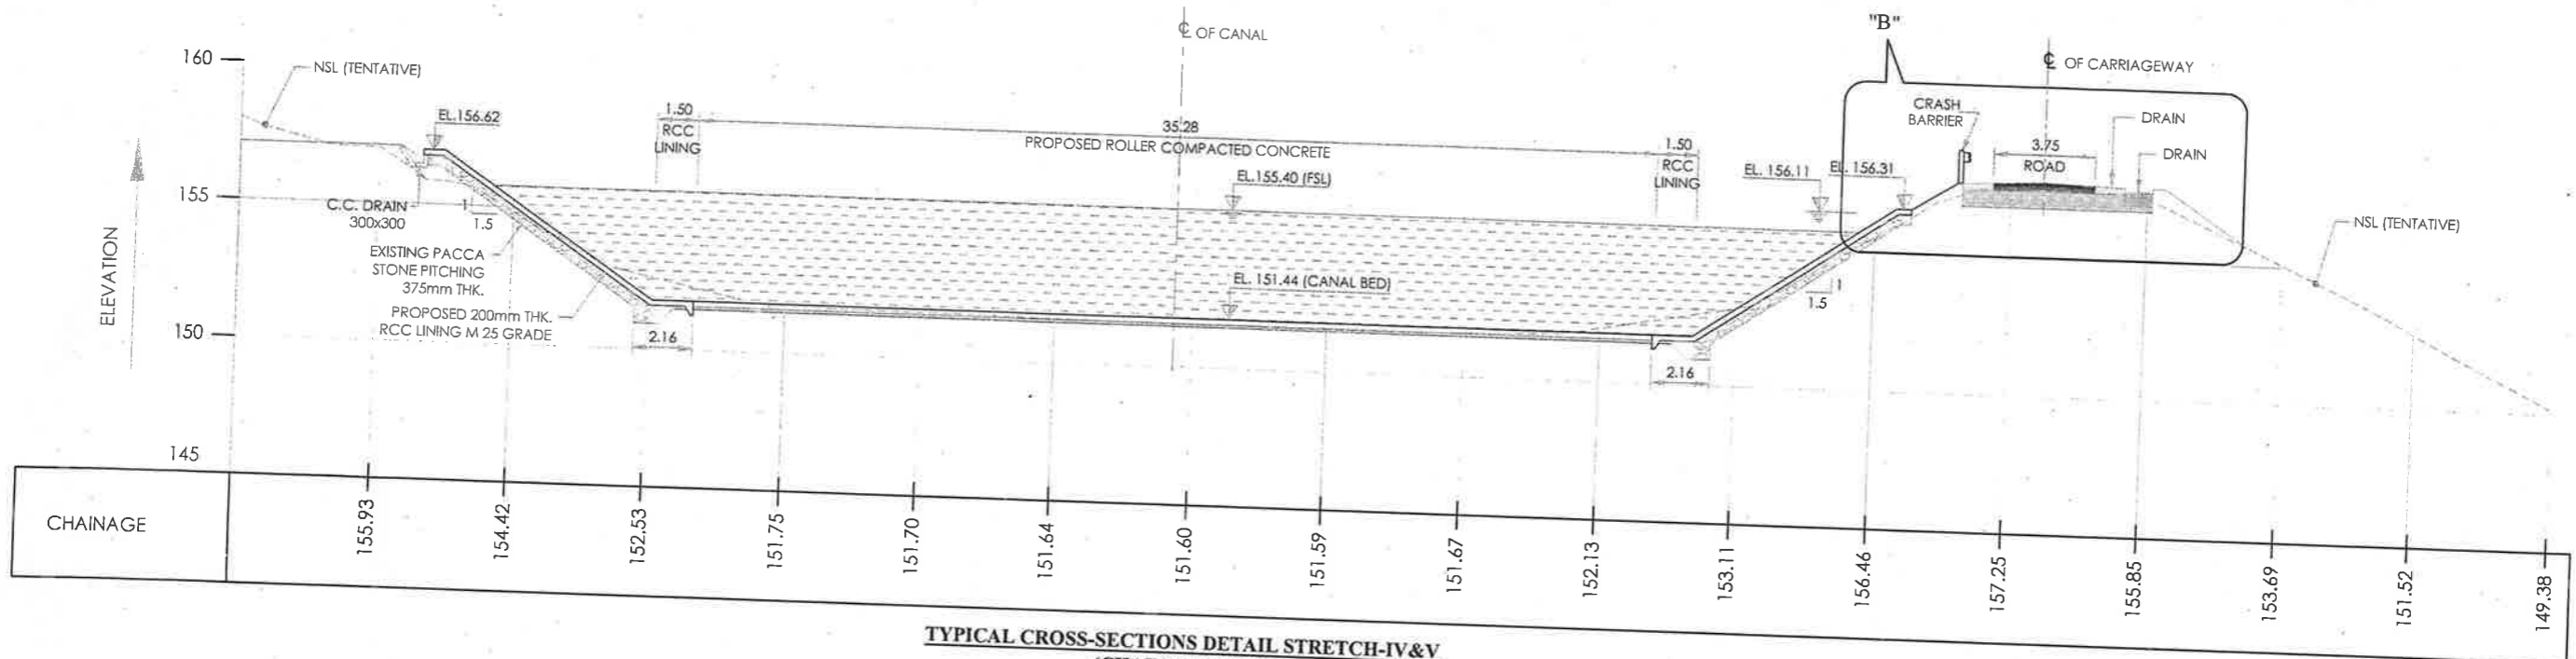 ℄ OF CANAL
"B"
160
NSL (TENTATIVE)
℄ OF CARRIAGEWAY
EL.156.62
1.50
RCC
LINING
35.28
PROPOSED ROLLER COMPACTED CONCRETE
1.50
RCC
LINING
CRASH
BARRIER
DRAIN
3.75
ROAD
DRAIN
EL. 156.11
EL. 156.31
EL.155.40 (FSL)
155
C.C. DRAIN
300x300
1
1.5
NSL (TENTATIVE)
EXISTING PACCA
STONE PITCHING
375mm THK.
ELEVATION
EL. 151.44 (CANAL BED)
1
1.5
PROPOSED 200mm THK.
RCC LINING M 25 GRADE
150
2.16
2.16
145
CHAINAGE
155.93
154.42
152.53
151.75
151.70
151.64
151.60
151.59
151.67
152.13
153.11
156.46
157.25
155.85
153.69
151.52
149.38
TYPICAL CROSS-SECTIONS DETAIL STRETCH-IV&V